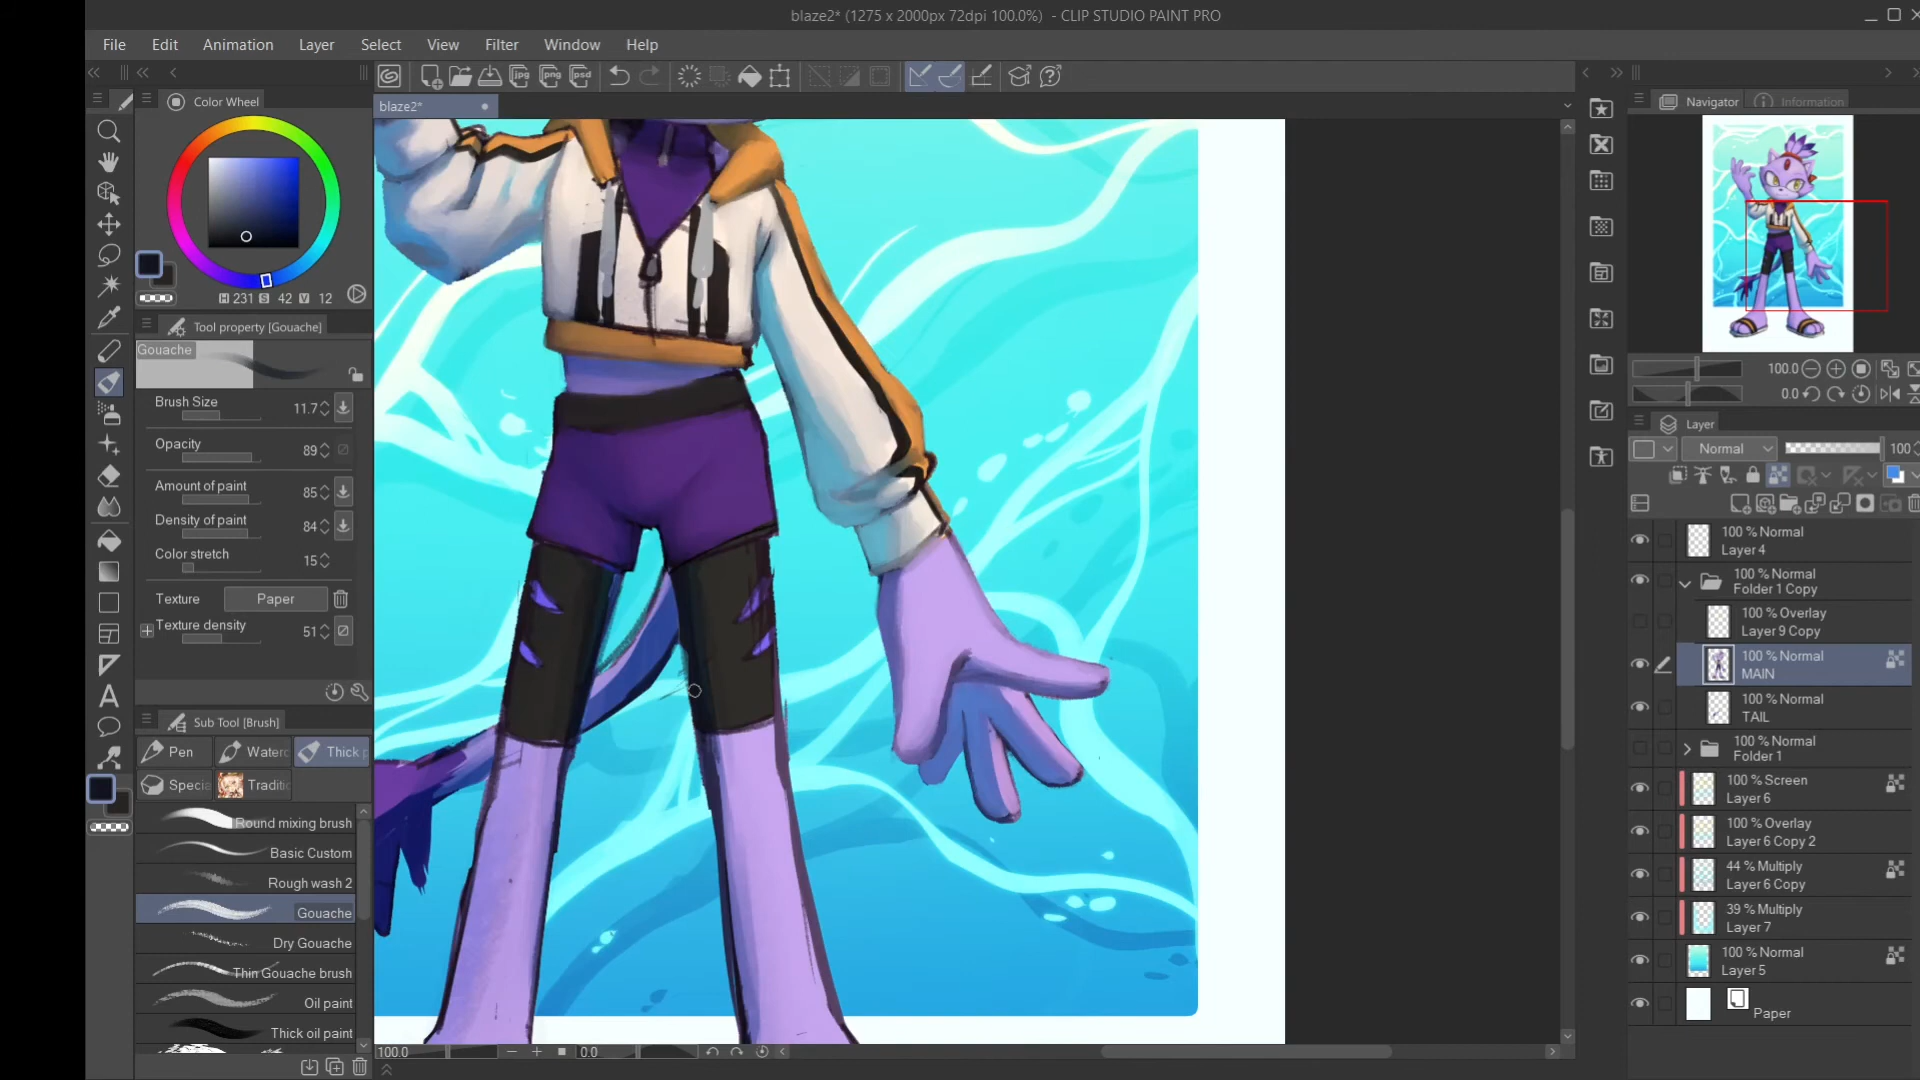 blaze2* (1275 x 2000px 72dpi 100.0%) - CLIP STUDIO PAINT PRO
File Edit Animation Layer Select View Filter Window Help
Color Wheel
blaze2*
Navigator
Information
H 231 S 42 V 12
Tool property [Gouache]
Gouache
Brush Size 11.7
Opacity 89
Amount of paint 85
Density of paint 84
Color stretch 15
Texture Paper
Texture density 51
Sub Tool [Brush]
Pen
Waterc
Thick p
Specia
Traditi
Round mixing brush
Basic Custom
Rough wash 2
Gouache
Dry Gouache
Thin Gouache brush
Oil paint
Thick oil paint
100.0
0.0
100.0
0.0
Layer
Normal 100
100 % Normal
Layer 4
100 % Normal
Folder 1 Copy
100 % Overlay
Layer 9 Copy
100 % Normal
MAIN
100 % Normal
TAIL
100 % Normal
Folder 1
100 % Screen
Layer 6
100 % Overlay
Layer 6 Copy 2
44 % Multiply
Layer 6 Copy
39 % Multiply
Layer 7
100 % Normal
Layer 5
Paper